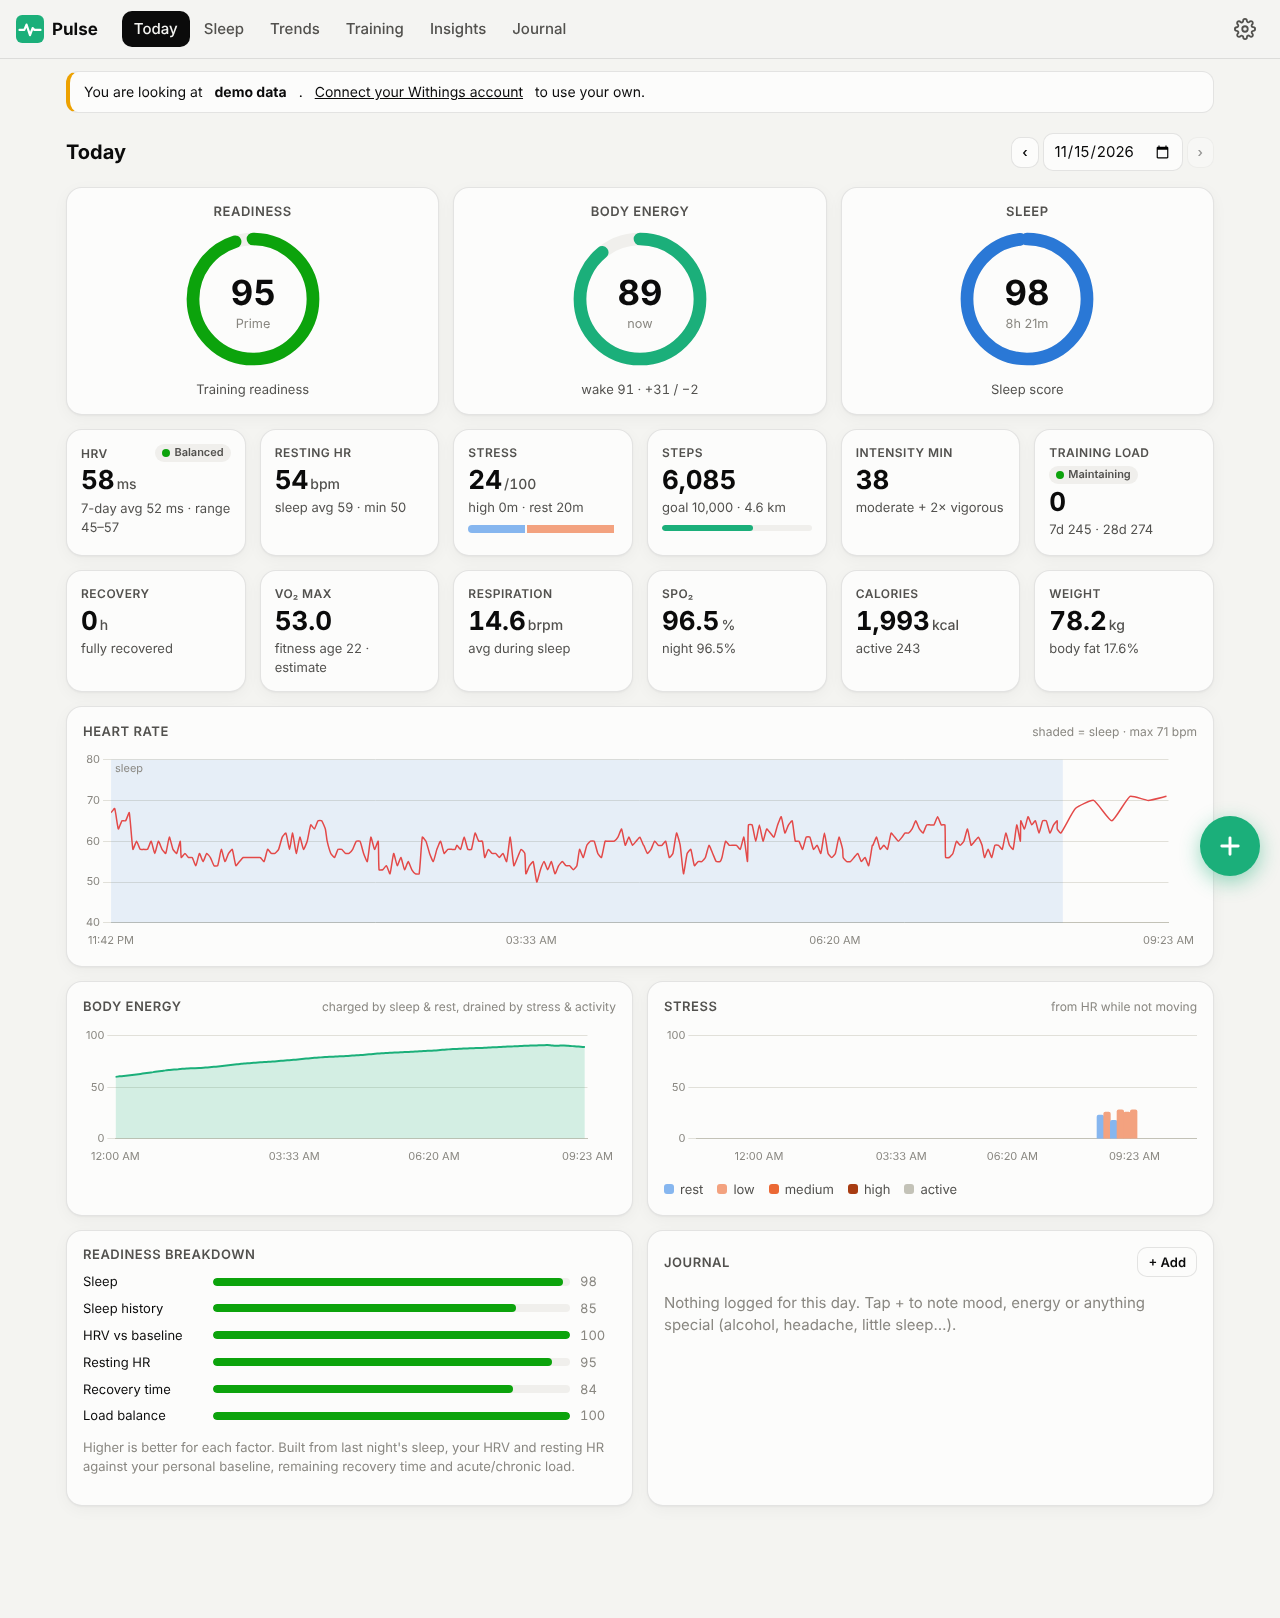 Pulse
Today
Sleep
Trends
Training
Insights
Journal
You are looking at demo data . Connect your Withings account to use your own.
Today
‹
11/15/2026
›
READINESS
95
Prime
Training readiness
BODY ENERGY
89
now
wake 91 · +31 / −2
SLEEP
98
8h 21m
Sleep score
HRV
Balanced
58 ms
7-day avg 52 ms · range
45–57
RESTING HR
54 bpm
sleep avg 59 · min 50
STRESS
24 /100
high 0m · rest 20m
STEPS
6,085
goal 10,000 · 4.6 km
INTENSITY MIN
38
moderate + 2× vigorous
TRAINING LOAD
Maintaining
0
7d 245 · 28d 274
RECOVERY
0 h
fully recovered
VO₂ MAX
53.0
fitness age 22 ·
estimate
RESPIRATION
14.6 brpm
avg during sleep
SPO₂
96.5 %
night 96.5%
CALORIES
1,993 kcal
active 243
WEIGHT
78.2 kg
body fat 17.6%
HEART RATE
shaded = sleep · max 71 bpm
80
sleep
70
60
50
40
11:42 PM
03:33 AM
06:20 AM
09:23 AM
+
BODY ENERGY
charged by sleep & rest, drained by stress & activity
100
50
0
12:00 AM
03:33 AM
06:20 AM
09:23 AM
STRESS
from HR while not moving
100
50
0
12:00 AM
03:33 AM
06:20 AM
09:23 AM
rest
low
medium
high
active
READINESS BREAKDOWN
Sleep 98
Sleep history 85
HRV vs baseline 100
Resting HR 95
Recovery time 84
Load balance 100
Higher is better for each factor. Built from last night's sleep, your HRV and resting HR
against your personal baseline, remaining recovery time and acute/chronic load.
JOURNAL
+ Add
Nothing logged for this day. Tap + to note mood, energy or anything
special (alcohol, headache, little sleep…).